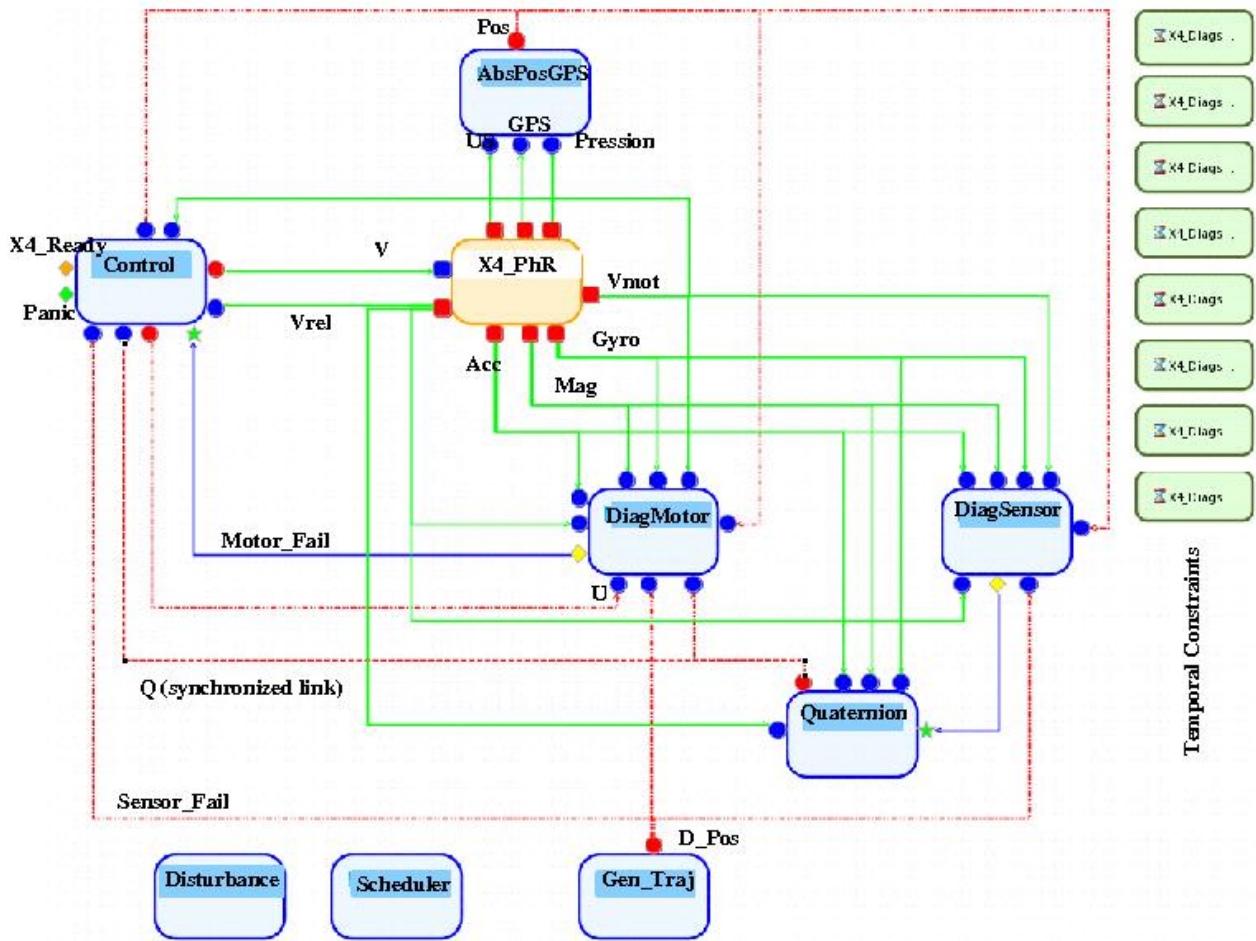 Pos
AbsPosGPS
GPS
US
Pression
X4_Ready
Control
V
X4_PhR
Vmot
Panic
Vrel
Gyro
Acc
Mag
DiagMotor
DiagSensor
Motor_Fail
U
Q (synchronized link)
Quaternion
Sensor_Fail
D_Pos
Disturbance
Scheduler
Gen_Traj
X4_Diags ..
X4_Diags ..
X4_Diags ..
X4_Diags ..
X4_Diags ..
X4_Diags ..
X4_Diags
X4_Diags
Temporal Constraints